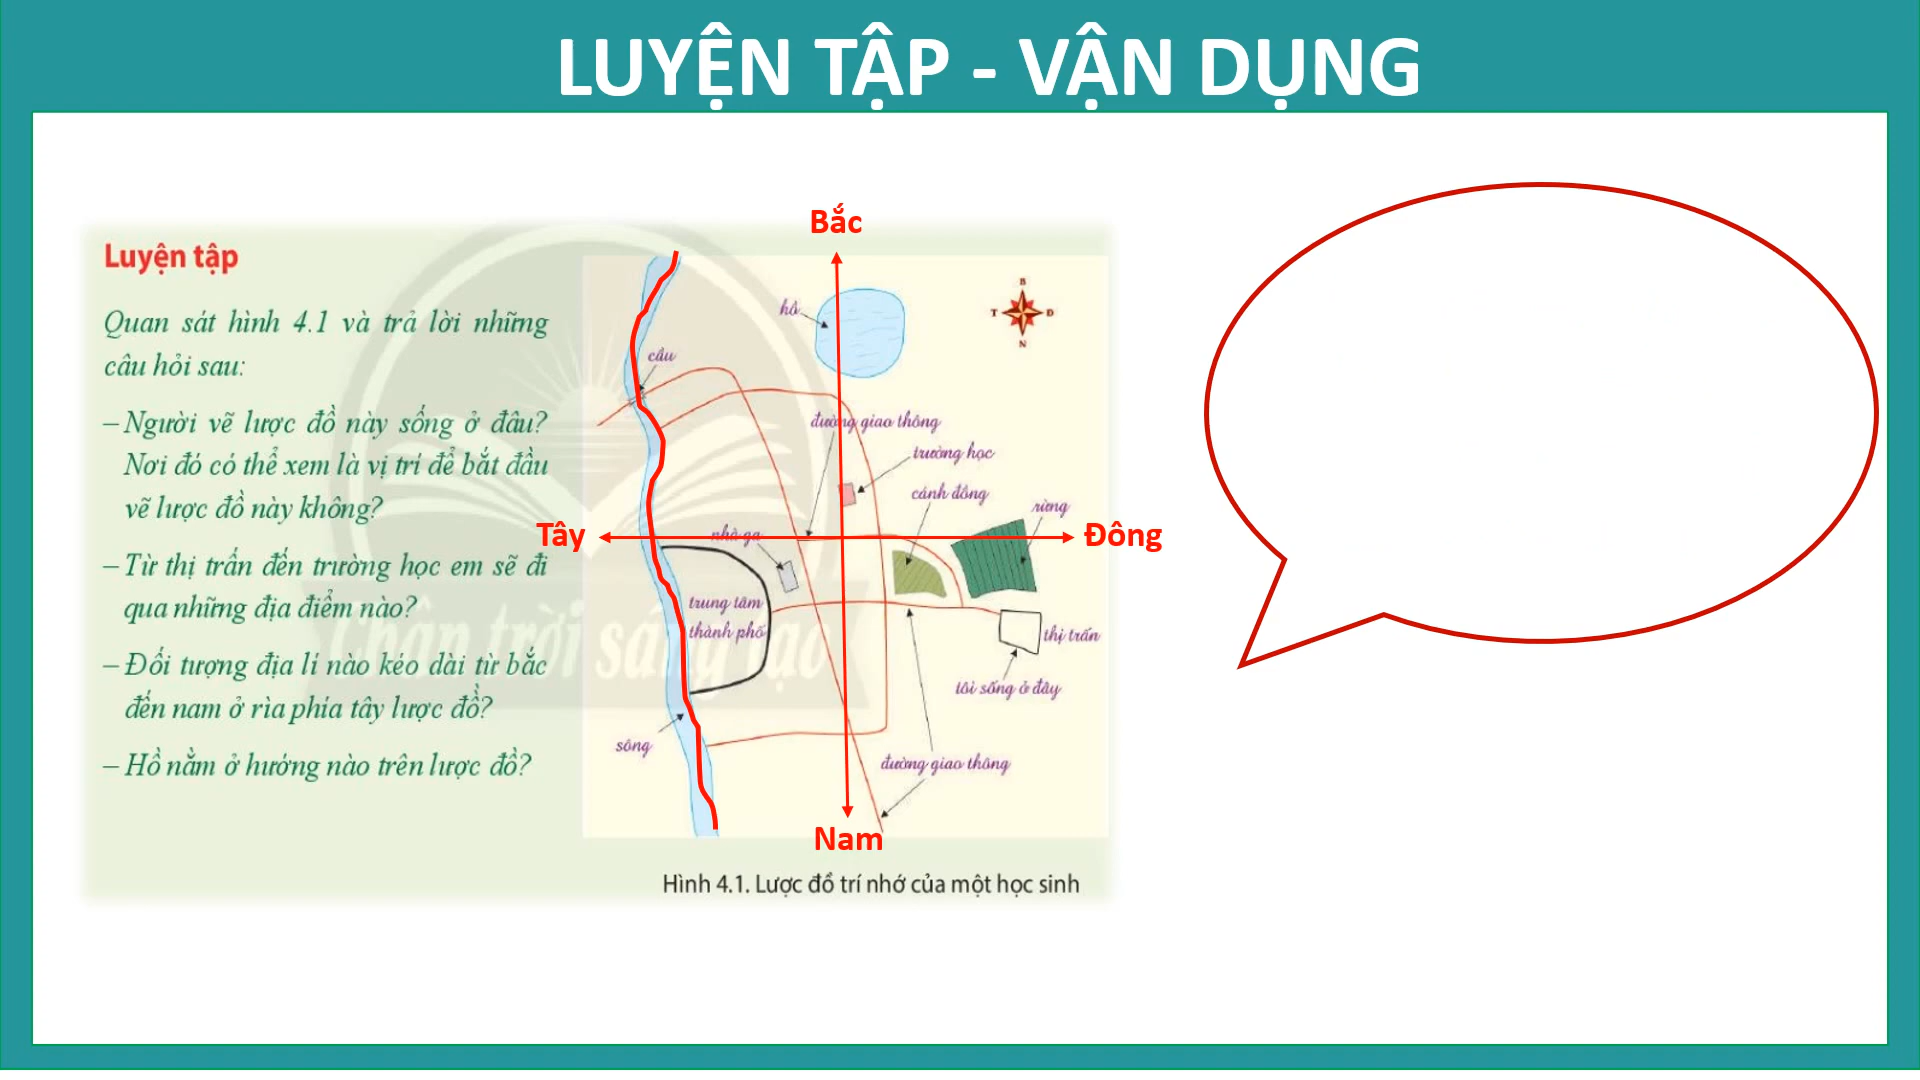 LUYỆN TẬP - VẬN DỤNG
Luyện tập
Quan sát hình 4.1 và trả lời những
câu hỏi sau:
– Người vẽ lược đồ này sống ở đâu?
Nơi đó có thể xem là vị trí để bắt đầu
vẽ lược đồ này không?
– Từ thị trấn đến trường học em sẽ đi
qua những địa điểm nào?
– Đối tượng địa lí nào kéo dài từ bắc
đến nam ở rìa phía tây lược đồ?
– Hồ nằm ở hướng nào trên lược đồ?
Bắc
B
T
Đ
N
hồ
cầu
đường giao thông
trường học
cánh đồng
rừng
Tây
nhà ga
Đông
trung tâm
thành phố
thị trấn
tôi sống ở đây
sông
đường giao thông
Nam
Chân trời sáng tạo
Hình 4.1. Lược đồ trí nhớ của một học sinh